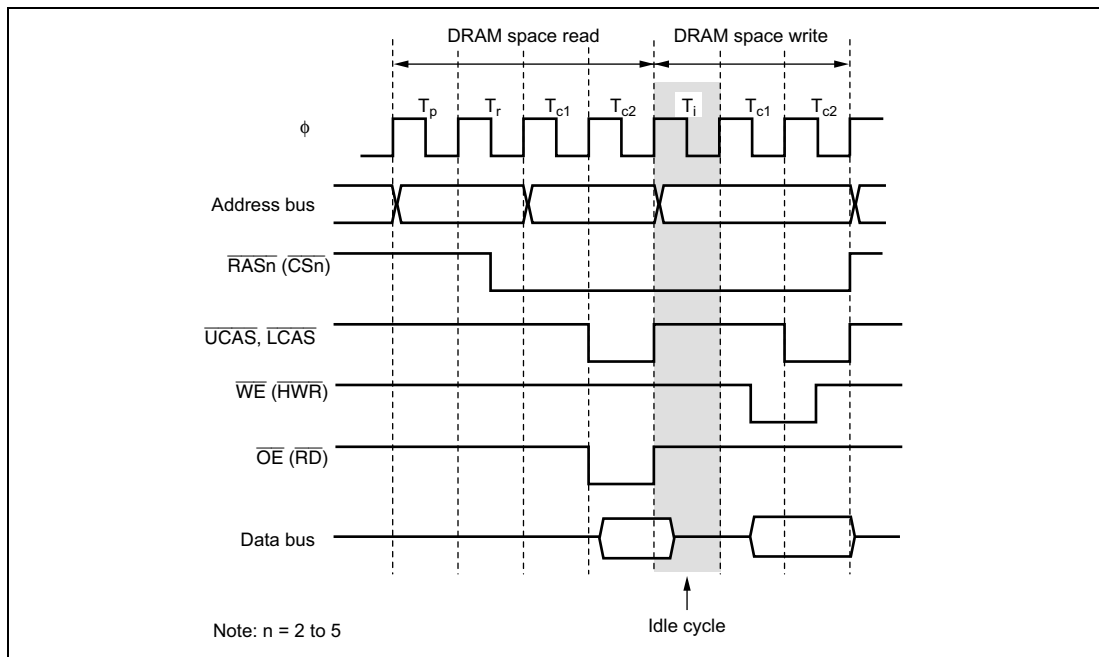 DRAM space read DRAM space write
Tp Tr Tc1 Tc2 Ti Tc1 Tc2
ϕ
Address bus
RASn (CSn)
UCAS, LCAS
WE (HWR)
OE (RD)
Data bus
Note: n = 2 to 5
Idle cycle